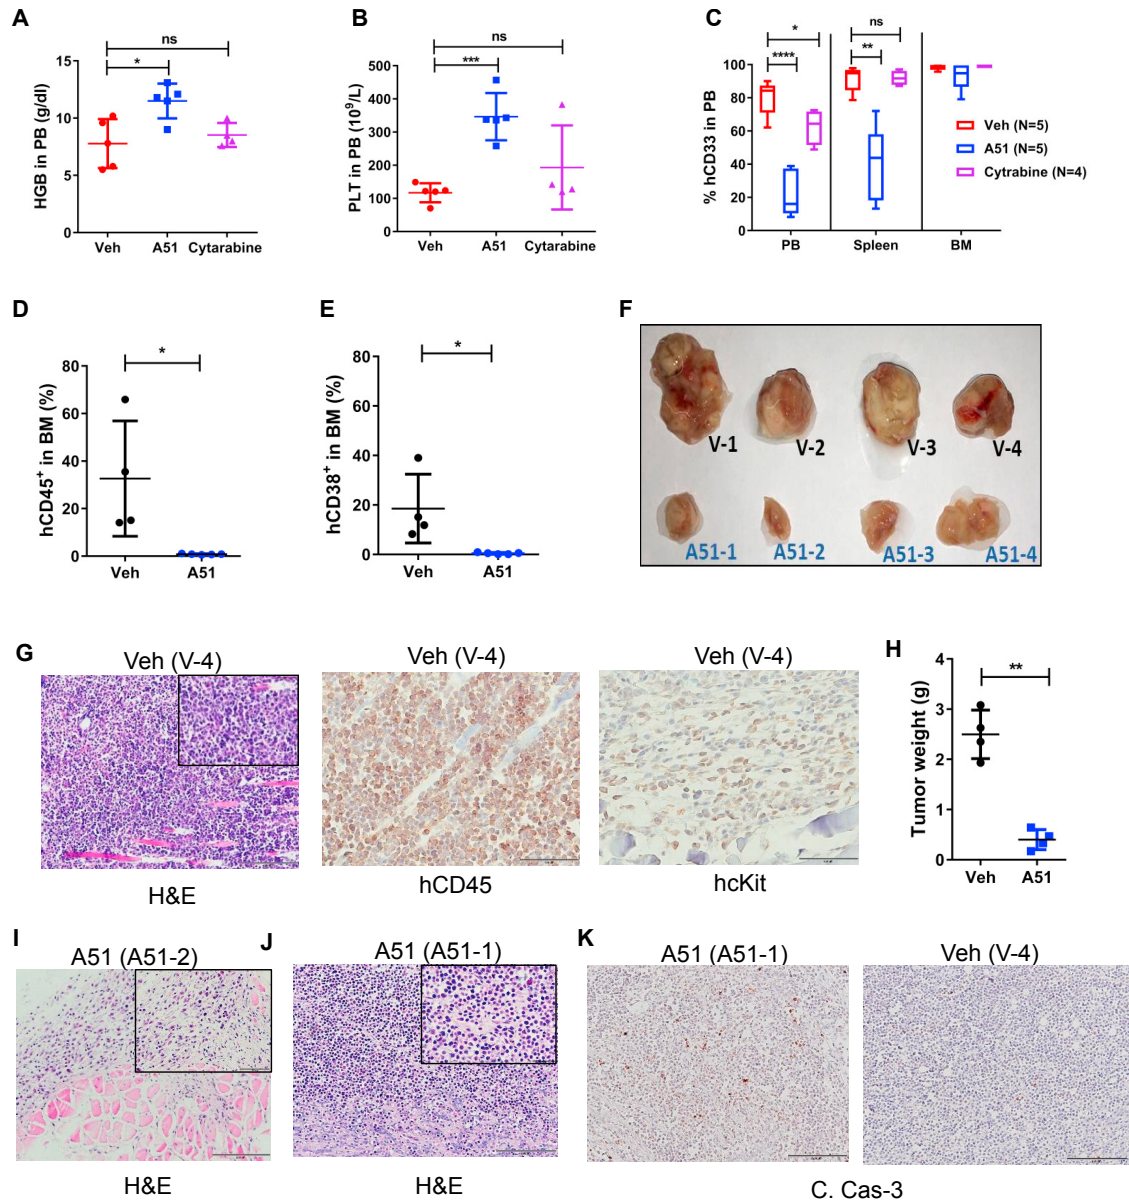 A
ns
*
HGB in PB (g/dl)
15
10
5
0
Veh
A51
Cytarabine
B
ns
***
PLT in PB (10⁹/L)
500
400
300
200
100
0
Veh
A51
Cytarabine
C
ns
*
**
****
% hCD33 in PB
100
80
60
40
20
0
PB
Spleen
BM
Veh (N=5)
A51 (N=5)
Cytrabine (N=4)
D
*
hCD45⁺ in BM (%)
80
60
40
20
0
Veh
A51
E
*
hCD38⁺ in BM (%)
80
60
40
20
0
Veh
A51
F
V-1
V-2
V-3
V-4
A51-1
A51-2
A51-3
A51-4
G
Veh (V-4)
H&E
Veh (V-4)
hCD45
Veh (V-4)
hcKit
H
**
Tumor weight (g)
4
3
2
1
0
Veh
A51
I
A51 (A51-2)
H&E
J
A51 (A51-1)
H&E
K
A51 (A51-1)
Veh (V-4)
C. Cas-3